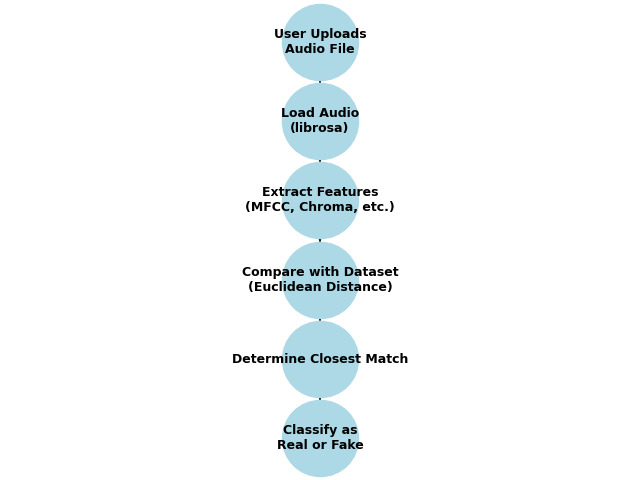 User Uploads
Audio File
Load Audio
(librosa)
Extract Features
(MFCC, Chroma, etc.)
Compare with Dataset
(Euclidean Distance)
Determine Closest Match
Classify as
Real or Fake